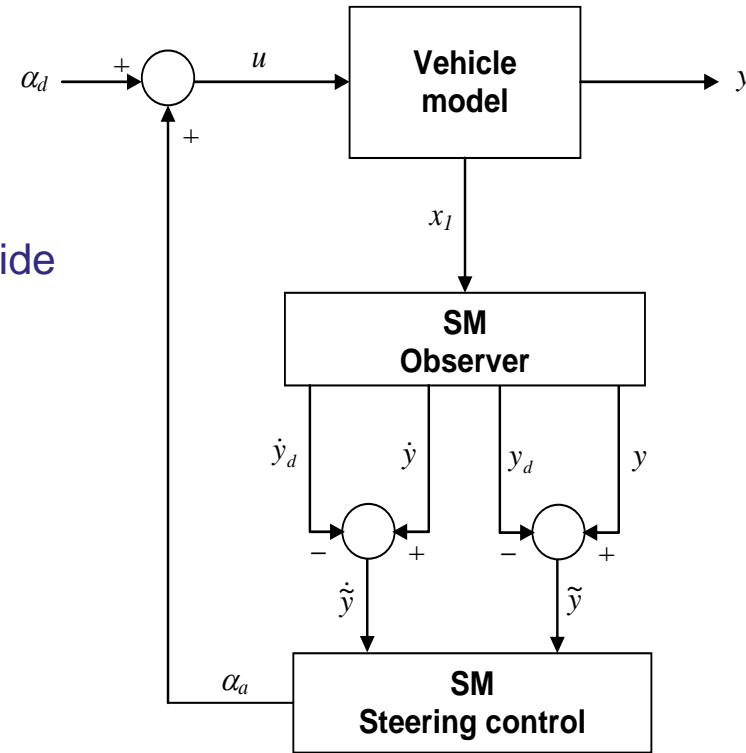 α_d
+
u
Vehicle
model
y
+
x_1
ide
SM
Observer
ẏ_d
ẏ
y_d
y
−
+
−
+
ỹ̇
ỹ
α_a
SM
Steering control